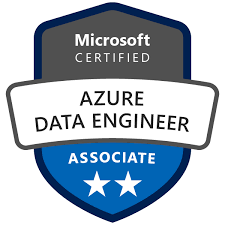 Microsoft
CERTIFIED
AZURE
DATA ENGINEER
ASSOCIATE